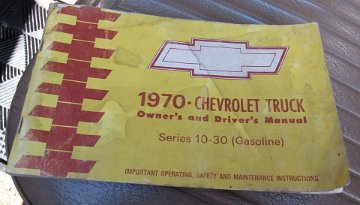 1970 • CHEVROLET TRUCK
Owner's and Driver's Manual
Series 10-30 (Gasoline)
IMPORTANT OPERATING, SAFETY AND MAINTENANCE INSTRUCTIONS